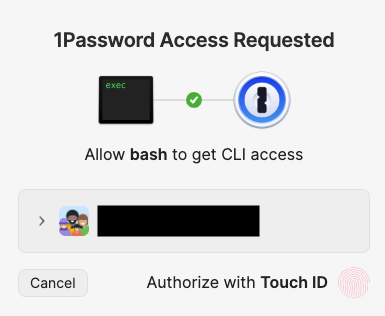 1Password Access Requested
exec
Allow bash to get CLI access
Cancel
Authorize with Touch ID